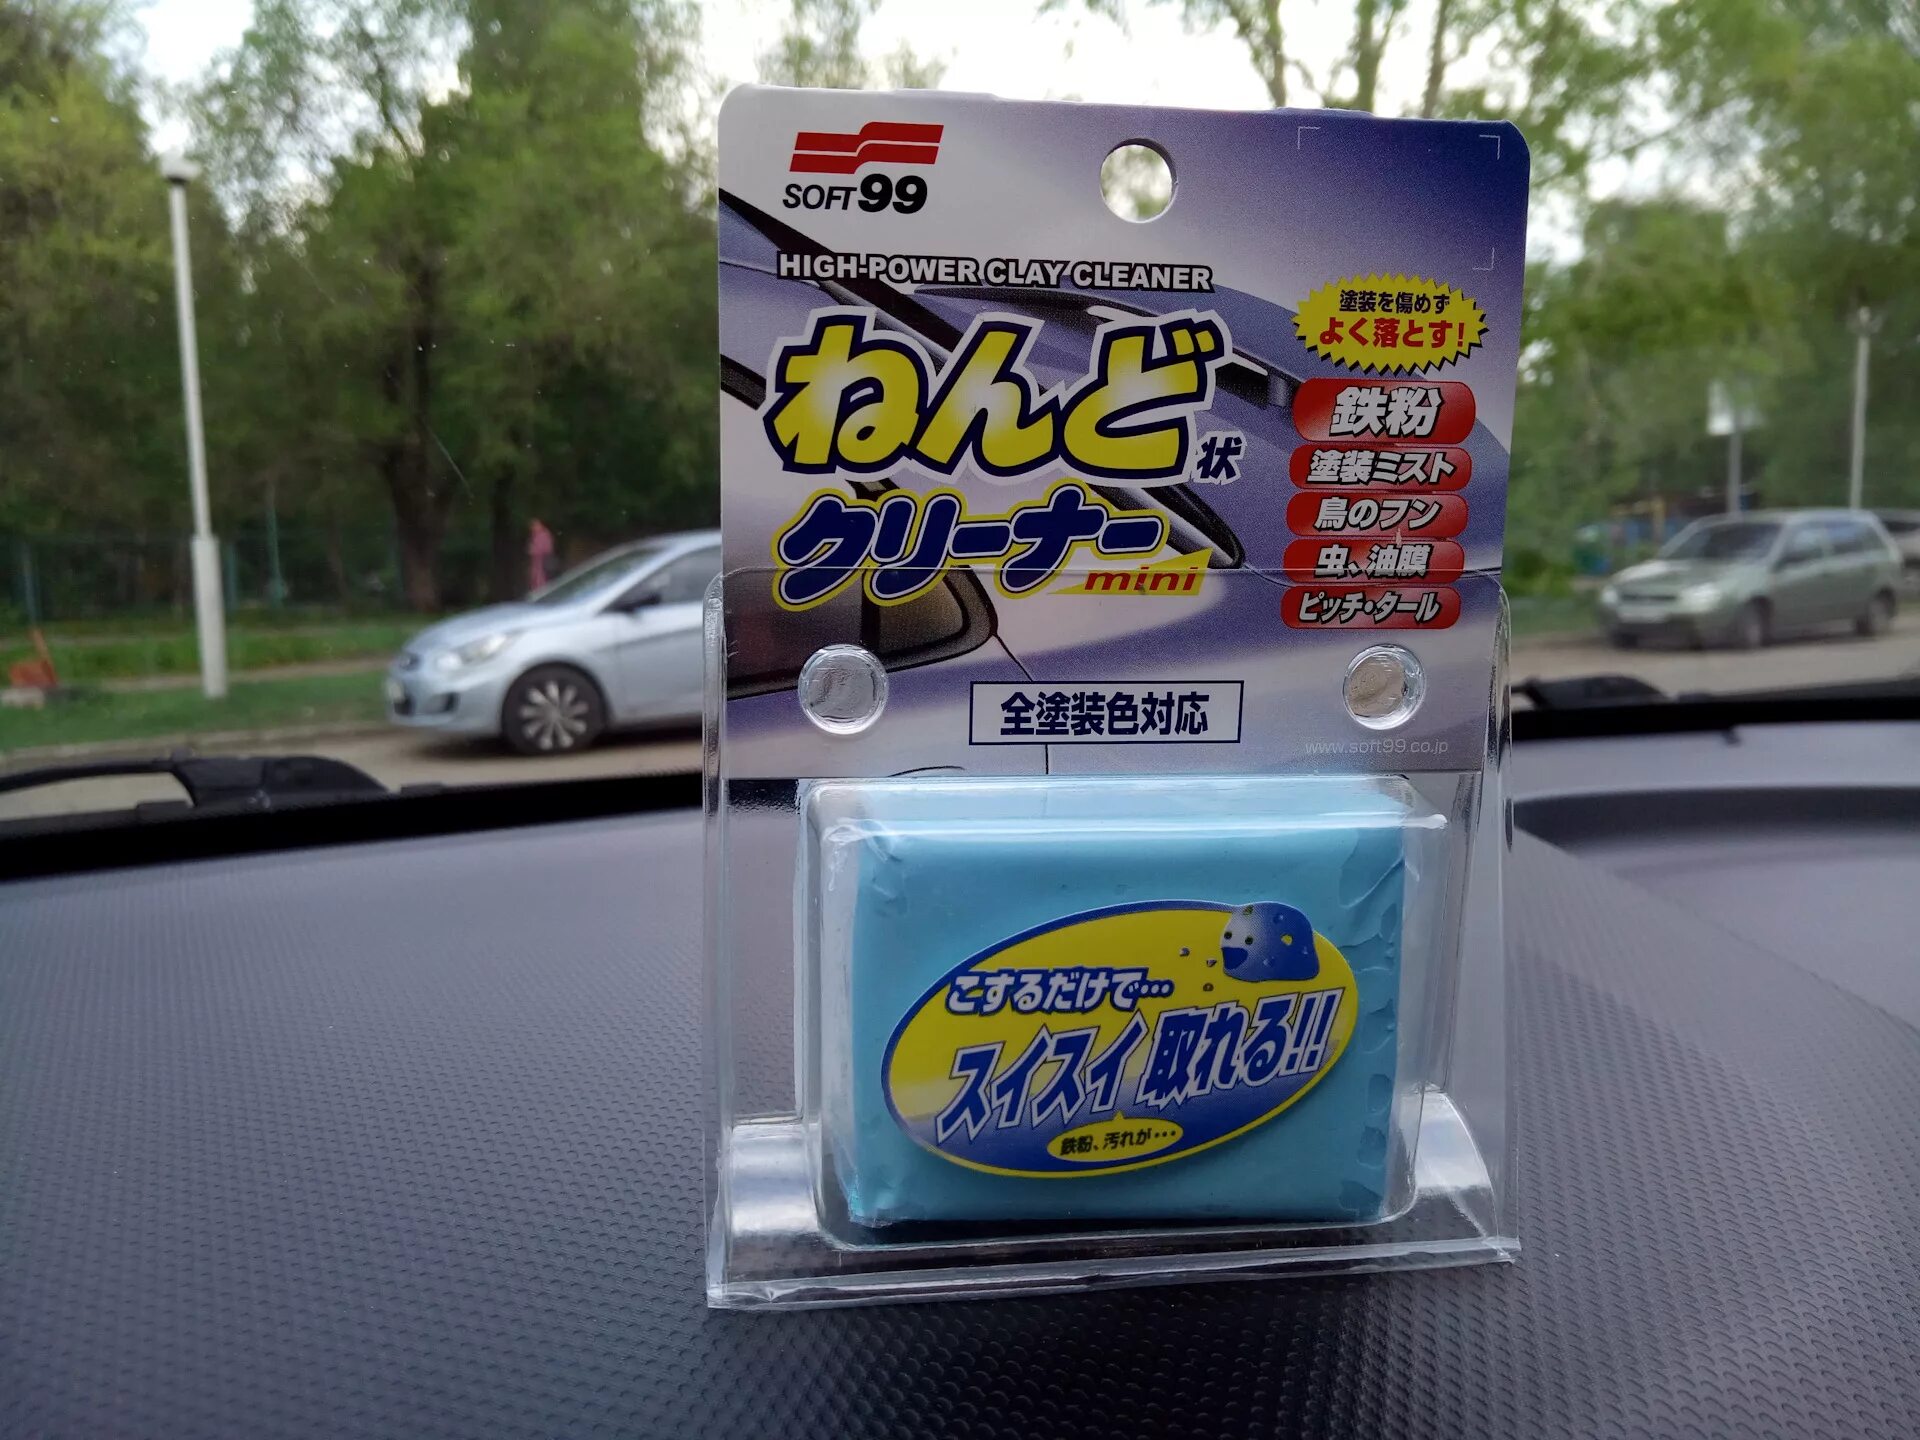 SOFT99
HIGH-POWER CLAY CLEANER
ねんど状
クリーナー
mini
塗装を傷めず
よく落とす!
鉄粉
塗装ミスト
鳥のフン
虫、油膜
ピッチ・タール
全塗装色対応
www.soft99.co.jp
こするだけで…
スイスイ取れる!!
鉄粉、汚れが…